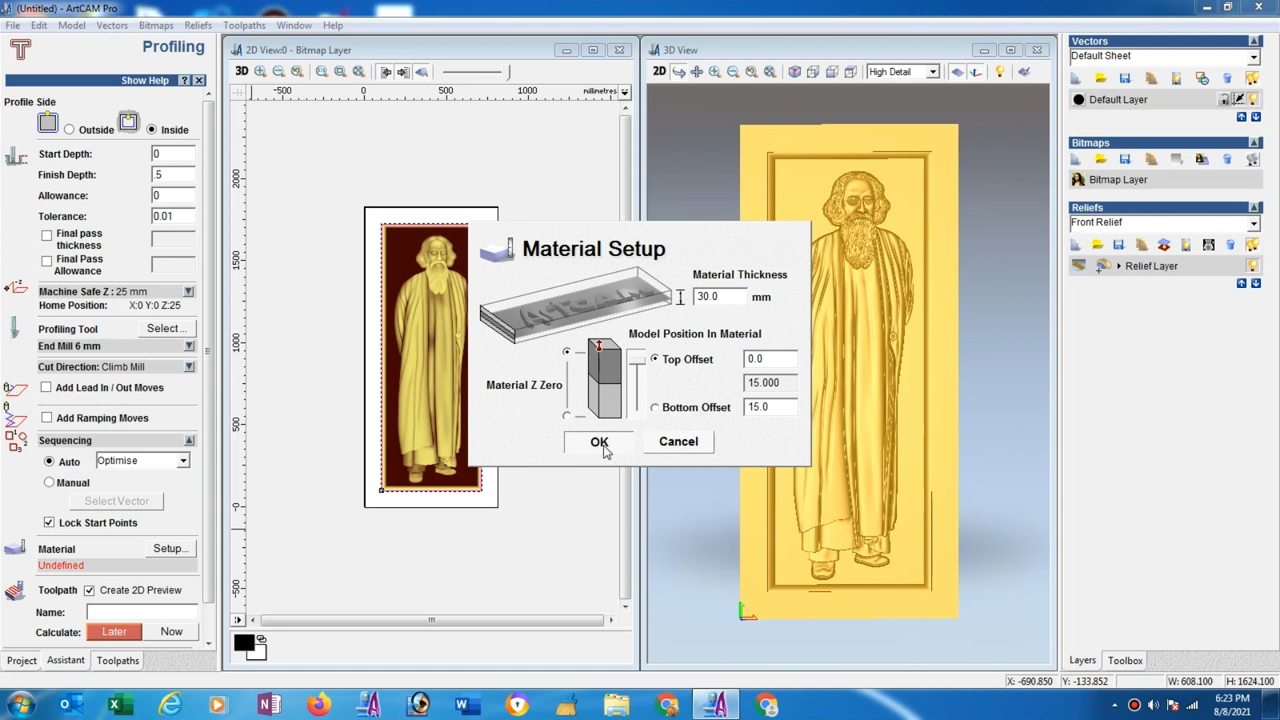 (Untitled) - ArtCAM Pro
File Edit Model Vectors Bitmaps Reliefs Toolpaths Window Help
Profiling
Show Help ?
Profile Side
Outside Inside
Start Depth: 0
Finish Depth: .5
Allowance: 0
Tolerance: 0.01
Final pass
thickness
Final Pass
Allowance
Machine Safe Z : 25 mm
Home Position: X:0 Y:0 Z:25
Profiling Tool Select...
End Mill 6 mm
Cut Direction: Climb Mill
Add Lead In / Out Moves
Add Ramping Moves
Sequencing
Auto Optimise
Manual
Select Vector
Lock Start Points
Material Setup...
Undefined
Toolpath Create 2D Preview
Name:
Calculate: Later Now
Project Assistant Toolpaths
2D View:0 - Bitmap Layer
3D
-500 0 500 1000 millimetres
2000
1500
1000
500
-0
-500
3D View
2D High Detail
Material Setup
ArtCAM
Material Thickness
30.0 mm
Model Position In Material
Top Offset 0.0
15.000
Material Z Zero
Bottom Offset 15.0
OK Cancel
Vectors
Default Sheet
Default Layer
Bitmaps
Bitmap Layer
Reliefs
Front Relief
Relief Layer
Layers Toolbox
X: -690.850 Y: -133.852 W: 608.100 H: 1624.100
6:23 PM
8/8/2021